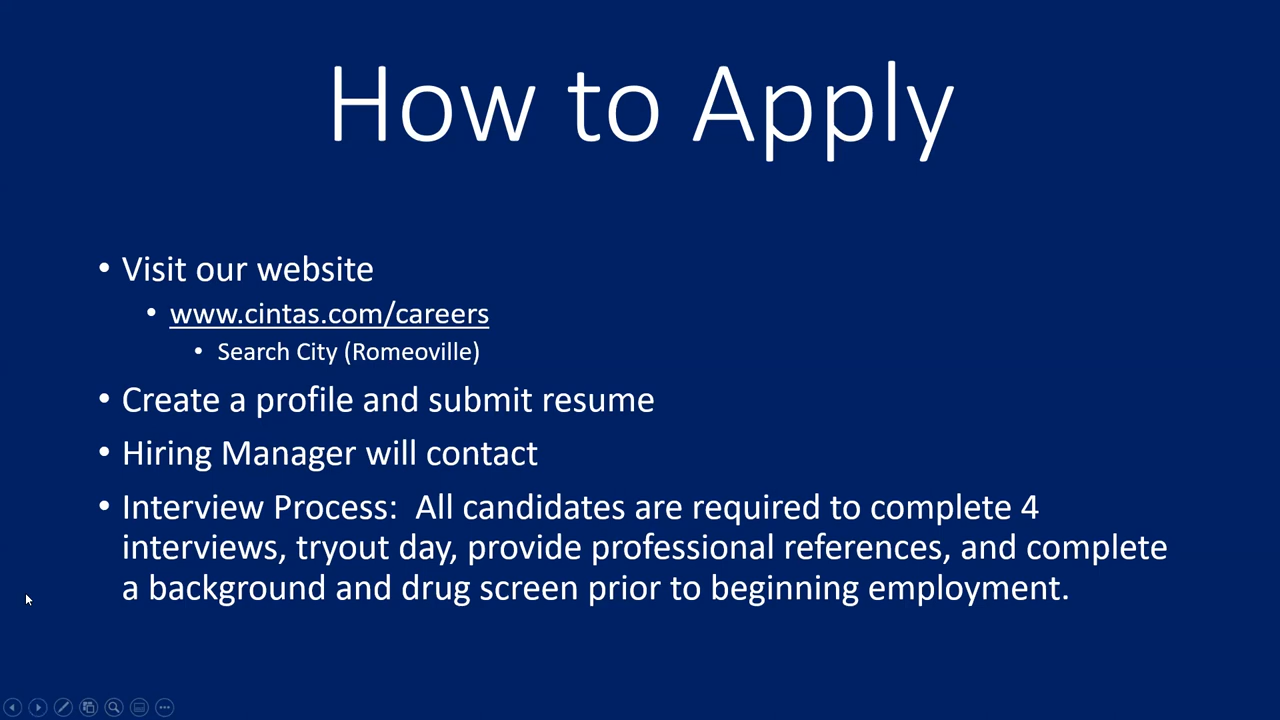 How to Apply
• Visit our website
• www.cintas.com/careers
• Search City (Romeoville)
• Create a profile and submit resume
• Hiring Manager will contact
• Interview Process:  All candidates are required to complete 4
interviews, tryout day, provide professional references, and complete
a background and drug screen prior to beginning employment.